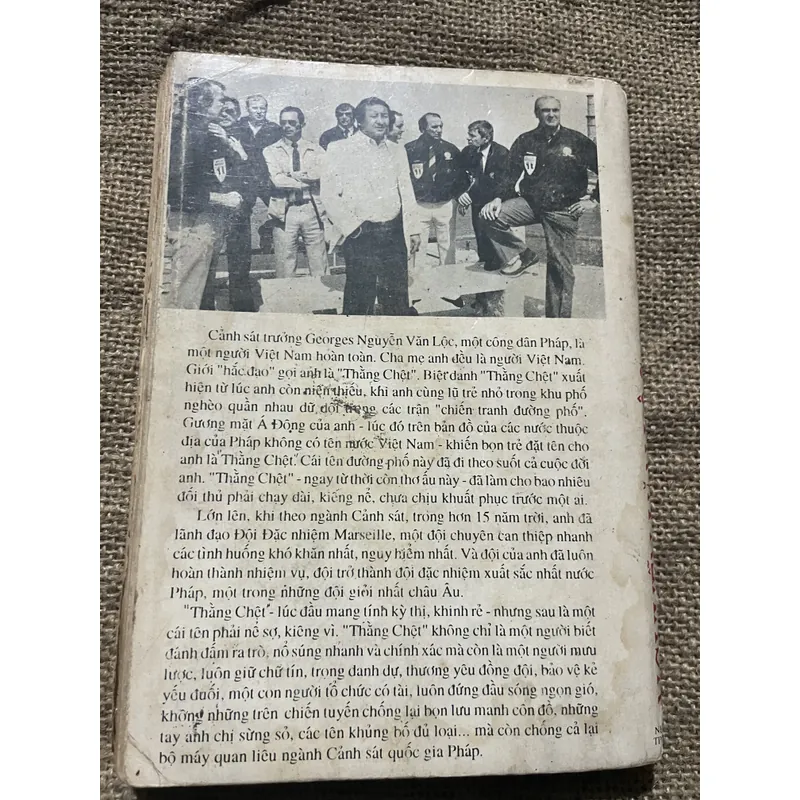 Cảnh sát trưởng Georges Nguyễn Văn Lộc, một công dân Pháp, là
một người Việt Nam hoàn toàn. Cha mẹ anh đều là người Việt Nam.
Giới "hắc đạo" gọi anh là "Thằng Chệt". Biệt danh "Thằng Chệt" xuất
hiện từ lúc anh còn niên thiếu, khi anh cùng lũ trẻ nhỏ trong khu phố
nghèo quần nhau dữ dội trong các trận "chiến tranh đường phố".
Gương mặt Á Đông của anh - lúc đó trên bản đồ của các nước thuộc
địa của Pháp không có tên nước Việt Nam - khiến bọn trẻ đặt tên cho
anh là "Thằng Chệt". Cái tên đường phố này đã đi theo suốt cả cuộc đời
anh. "Thằng Chệt" - ngay từ thời còn thơ ấu này - đã làm cho bao nhiêu
đối thủ phải chạy dài, kiêng nể, chưa chịu khuất phục trước một ai.
Lớn lên, khi theo ngành Cảnh sát, trong hơn 15 năm trời, anh đã
lãnh đạo Đội Đặc nhiệm Marseille, một đội chuyên can thiệp nhanh
các tình huống khó khăn nhất, nguy hiểm nhất. Và đội của anh đã luôn
hoàn thành nhiệm vụ, đội trở thành đội đặc nhiệm xuất sắc nhất nước
Pháp, một trong những đội giỏi nhất châu Âu.
"Thằng Chệt" - lúc đầu mang tính kỳ thị, khinh rẻ - nhưng sau là một
cái tên phải nể sợ, kiêng vì. "Thằng Chệt" không chỉ là một người biết
đánh đấm ra trò, nổ súng nhanh và chính xác mà còn là một người mưu
lược, luôn giữ chữ tín, trọng danh dự, thương yêu đồng đội, bảo vệ kẻ
yếu đuối, một con người tổ chức có tài, luôn đứng đầu sóng ngọn gió,
không những trên chiến tuyến chống lại bọn lưu manh côn đồ, những
tay anh chị sừng sỏ, các tên khủng bố đủ loại... mà còn chống cả lại
bộ máy quan liêu ngành Cảnh sát quốc gia Pháp.